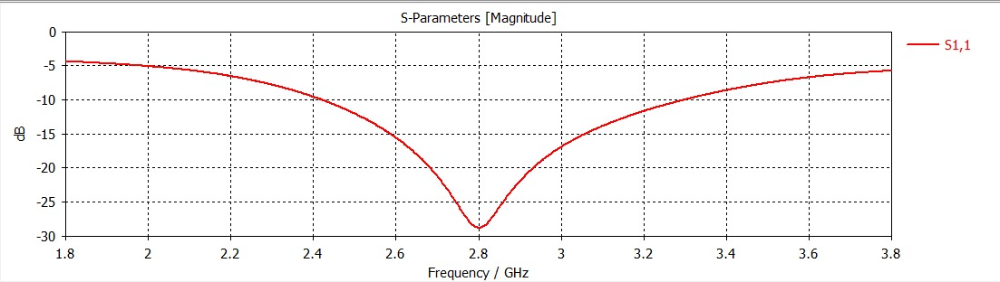 S-Parameters [Magnitude]
S1,1
0
-5
-10
-15
-20
-25
-30
dB
1.8 2 2.2 2.4 2.6 2.8 3 3.2 3.4 3.6 3.8
Frequency / GHz